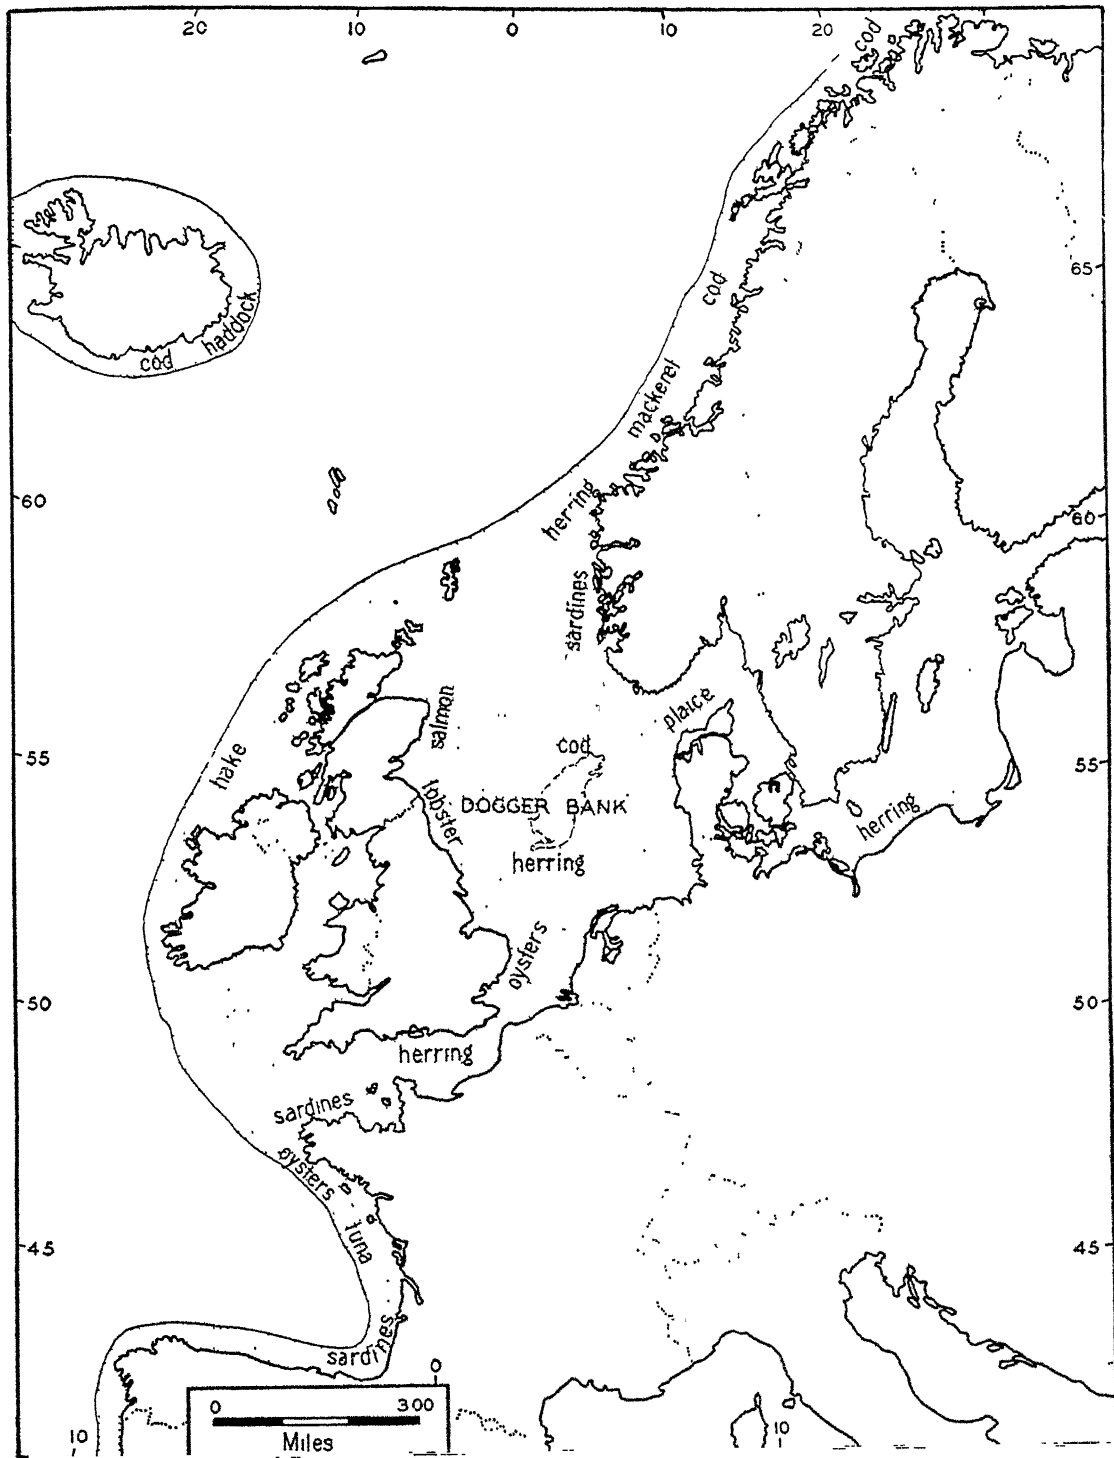 20 10 0 10 20
cod
65
cod
haddock
cod
mackerel
60
herring
60
sardines
salmon
plaice
cod
hake
55
55
lobster
DOGGER BANK
herring
herring
oysters
50
50
herring
sardines
oysters
tuna
45
45
sardines
0
0 300
Miles
10
10